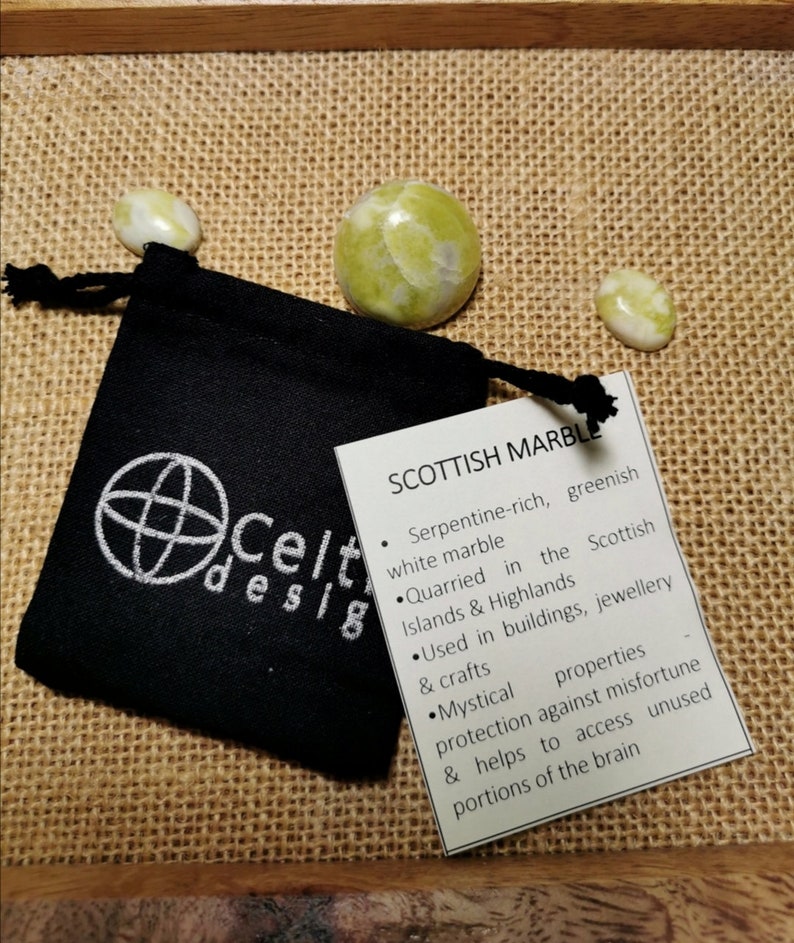 Celt
desig
SCOTTISH MARBLE
• Serpentine-rich, greenish
white marble
•Quarried in the Scottish
Islands & Highlands
•Used in buildings, jewellery
& crafts
•Mystical properties -
protection against misfortune
& helps to access unused
portions of the brain